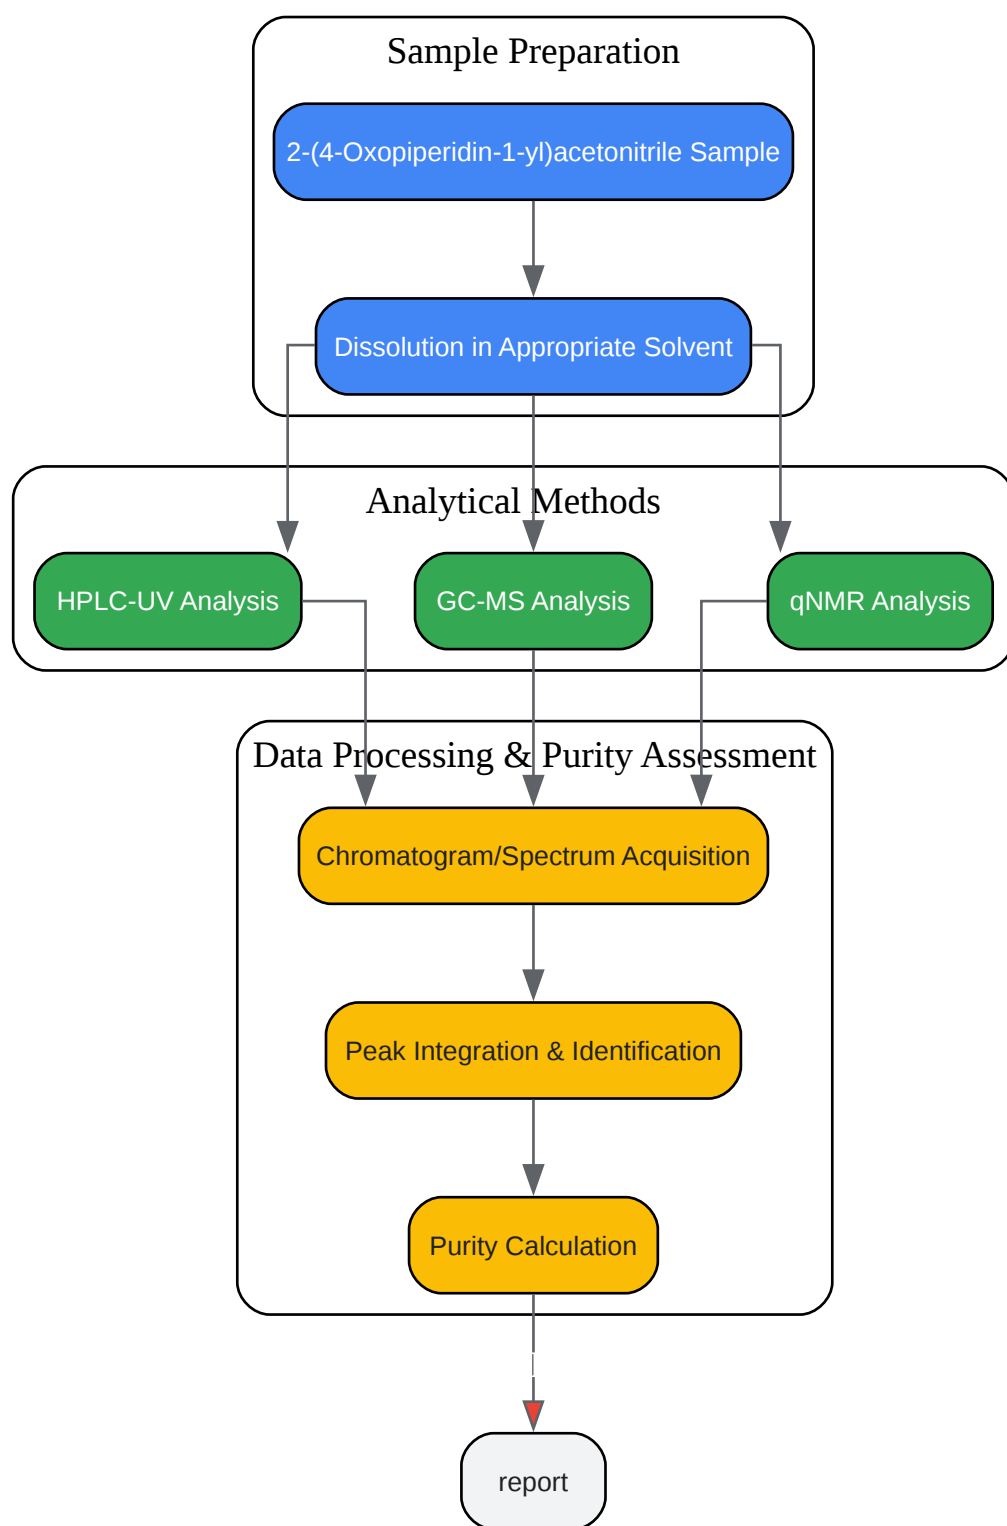 Sample Preparation
2-(4-Oxopiperidin-1-yl)acetonitrile Sample
Dissolution in Appropriate Solvent
Analytical Methods
HPLC-UV Analysis
GC-MS Analysis
qNMR Analysis
Data Processing & Purity Assessment
Chromatogram/Spectrum Acquisition
Peak Integration & Identification
Purity Calculation
report